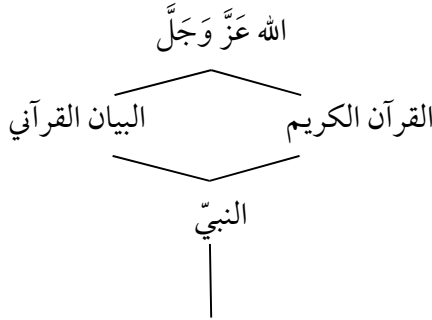 الله عَزَّ وَجَلَّ
القرآن الكريم البيان القرآني
النبيّ